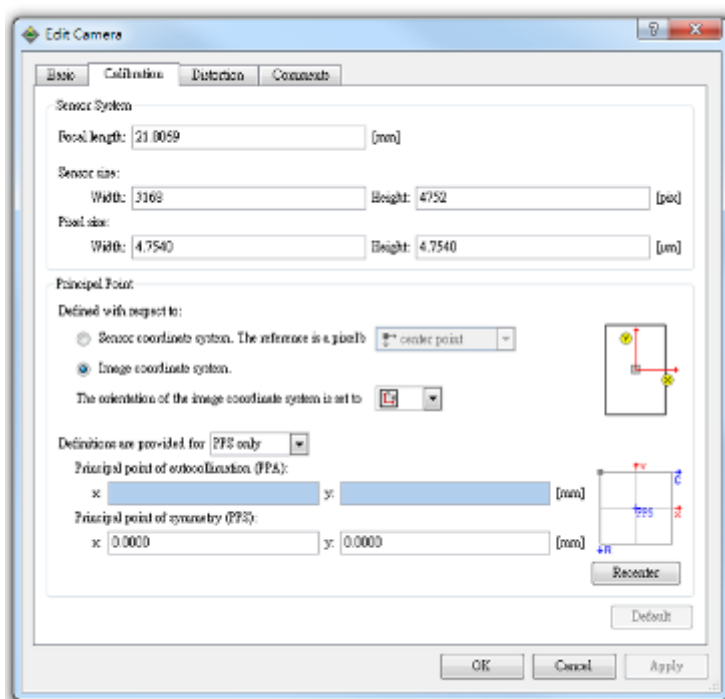 Edit Camera
Basic Calibration Distortion Comments
Sensor System
Focal length: 21.8059 [mm]
Sensor size:
Width: 3168 Height: 4752 [pix]
Pixel size:
Width: 4.7540 Height: 4.7540 [um]
Principal Point
Defined with respect to:
Sensor coordinate system. The reference is a pixel's center point
Image coordinate system.
The orientation of the image coordinate system is set to
Y
X
Definitions are provided for PPS only
Principal point of autocollimation (PPA):
x: y: [mm]
Principal point of symmetry (PPS):
x: 0.0000 y: 0.0000 [mm]
Y
C
PPS
X
R
Recenter
Default
OK Cancel Apply